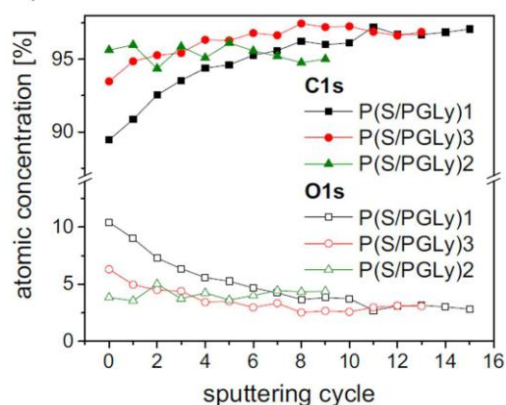 atomic concentration [%]
95
90
10
5
0
C1s
P(S/PGLy)1
P(S/PGLy)3
P(S/PGLy)2
O1s
P(S/PGLy)1
P(S/PGLy)3
P(S/PGLy)2
0 2 4 6 8 10 12 14 16
sputtering cycle